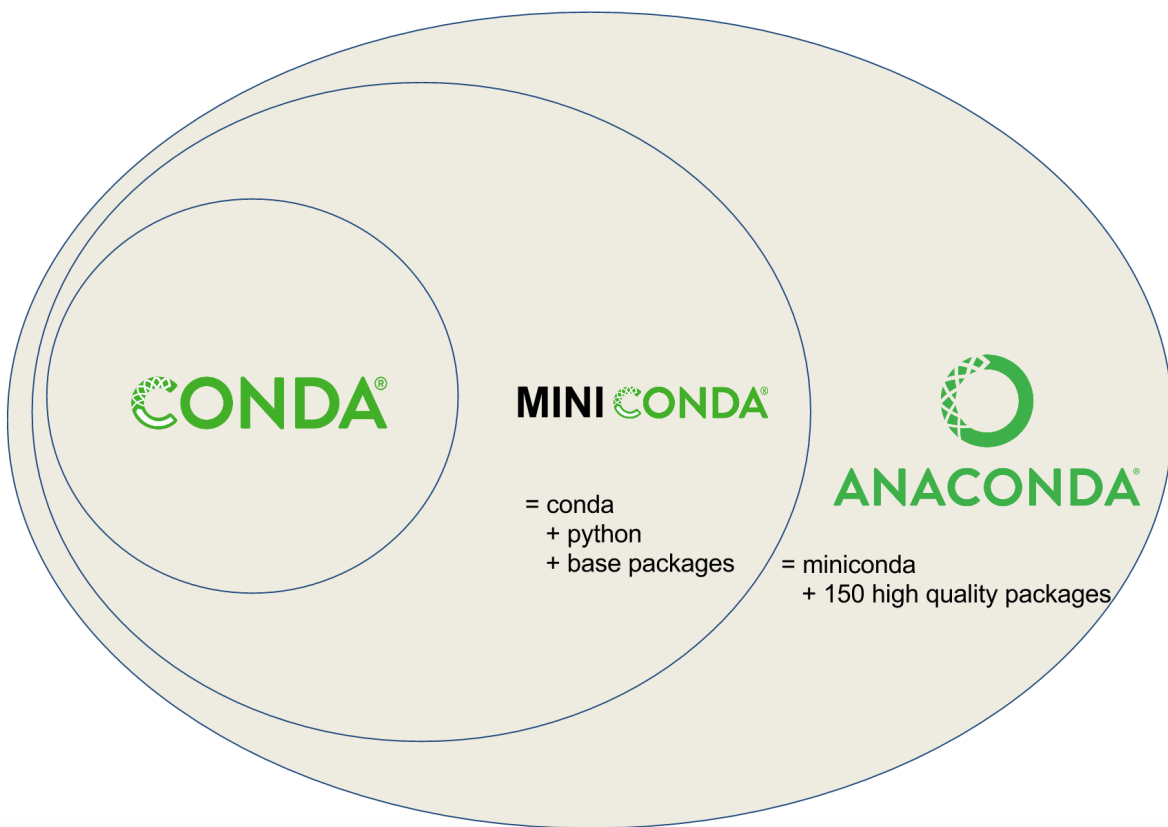 CONDA®
MINI CONDA®
= conda
+ python
+ base packages
ANACONDA®
= miniconda
+ 150 high quality packages